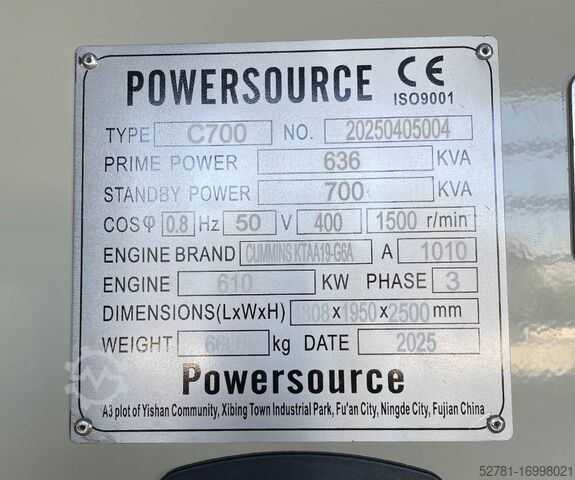 POWERSOURCE CE
ISO9001
TYPE C700 NO. 20250405004
PRIME POWER 636 KVA
STANDBY POWER 700 KVA
COSφ 0.8 Hz 50 V 400 1500 r/min
ENGINE BRAND CUMMINS KTAA19-G6A A 1010
ENGINE 610 KW PHASE 3
DIMENSIONS(LxWxH) 4808x1950x2500 mm
WEIGHT kg DATE 2025
Powersource
A3 plot of Yishan Community, Xibing Town Industrial Park, Fu'an City, Ningde City, Fujian China
52781-16998021